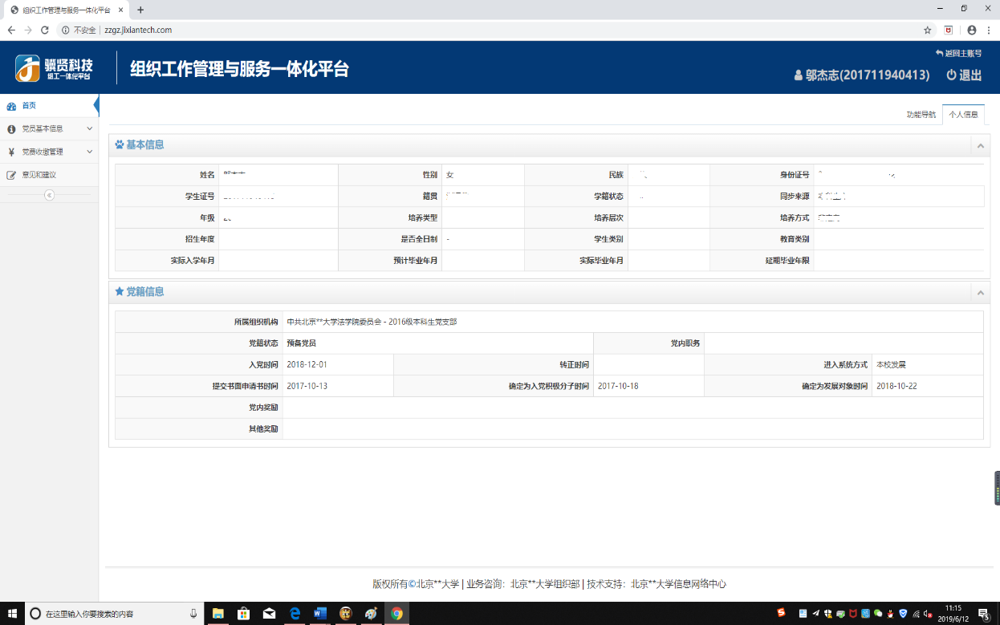 组织工作管理与服务一体化平台
不安全 zzgz.jixiantech.com
骥贤科技
组工一体化平台
组织工作管理与服务一体化平台
返回主账号
邬杰志(201711940413) 退出
首页
党员基本信息
党费收缴管理
意见和建议
功能导航 个人信息
基本信息
姓名 性别 女 民族 身份证号
学生证号 籍贯 学籍状态 同步来源
年级 培养类型 培养层次 培养方式
招生年度 是否全日制 - 学生类别 教育类别
实际入学年月 预计毕业年月 实际毕业年月 延期毕业年限
党籍信息
所属组织机构 中共北京**大学法学院委员会 - 2016级本科生党支部
党籍状态 预备党员 党内职务
入党时间 2018-12-01 转正时间 进入系统方式 本校发展
提交书面申请书时间 2017-10-13 确定为入党积极分子时间 2017-10-18 确定为发展对象时间 2018-10-22
党内奖励
其他奖励
版权所有©北京**大学 | 业务咨询：北京**大学组织部 | 技术支持：北京**大学信息网络中心
在这里输入你要搜索的内容
11:15
2019/6/12
5